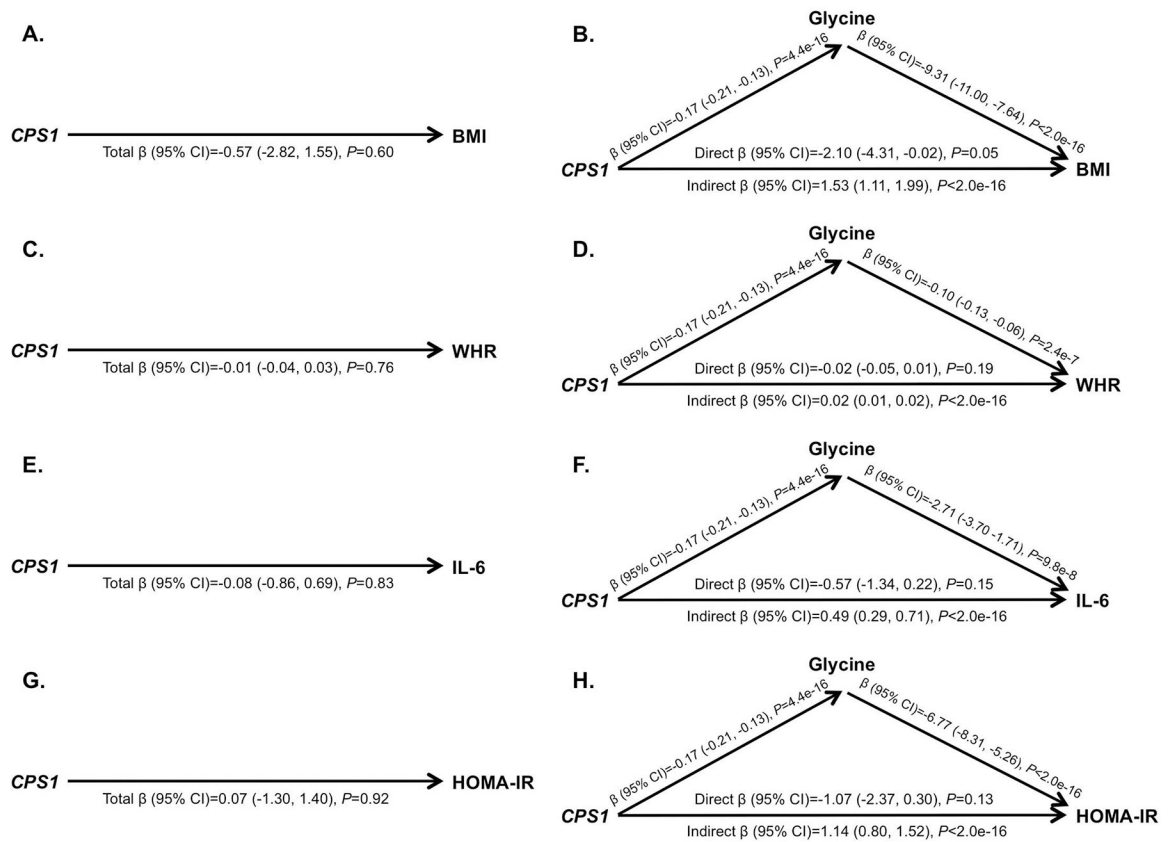 A.
CPS1
BMI
Total β (95% CI)=-0.57 (-2.82, 1.55), P=0.60
B.
Glycine
β (95% CI)=-0.17 (-0.21, -0.13), P=4.4e-16
β (95% CI)=-9.31 (-11.00, -7.64), P<2.0e-16
Direct β (95% CI)=-2.10 (-4.31, -0.02), P=0.05
CPS1
BMI
Indirect β (95% CI)=1.53 (1.11, 1.99), P<2.0e-16
C.
CPS1
WHR
Total β (95% CI)=-0.01 (-0.04, 0.03), P=0.76
D.
Glycine
β (95% CI)=-0.17 (-0.21, -0.13), P=4.4e-16
β (95% CI)=-0.10 (-0.13, -0.06), P=2.4e-7
Direct β (95% CI)=-0.02 (-0.05, 0.01), P=0.19
CPS1
WHR
Indirect β (95% CI)=0.02 (0.01, 0.02), P<2.0e-16
E.
CPS1
IL-6
Total β (95% CI)=-0.08 (-0.86, 0.69), P=0.83
F.
Glycine
β (95% CI)=-0.17 (-0.21, -0.13), P=4.4e-16
β (95% CI)=-2.71 (-3.70 -1.71), P=9.8e-8
Direct β (95% CI)=-0.57 (-1.34, 0.22), P=0.15
CPS1
IL-6
Indirect β (95% CI)=0.49 (0.29, 0.71), P<2.0e-16
G.
CPS1
HOMA-IR
Total β (95% CI)=0.07 (-1.30, 1.40), P=0.92
H.
Glycine
β (95% CI)=-0.17 (-0.21, -0.13), P=4.4e-16
β (95% CI)=-6.77 (-8.31, -5.26), P<2.0e-16
Direct β (95% CI)=-1.07 (-2.37, 0.30), P=0.13
CPS1
HOMA-IR
Indirect β (95% CI)=1.14 (0.80, 1.52), P<2.0e-16